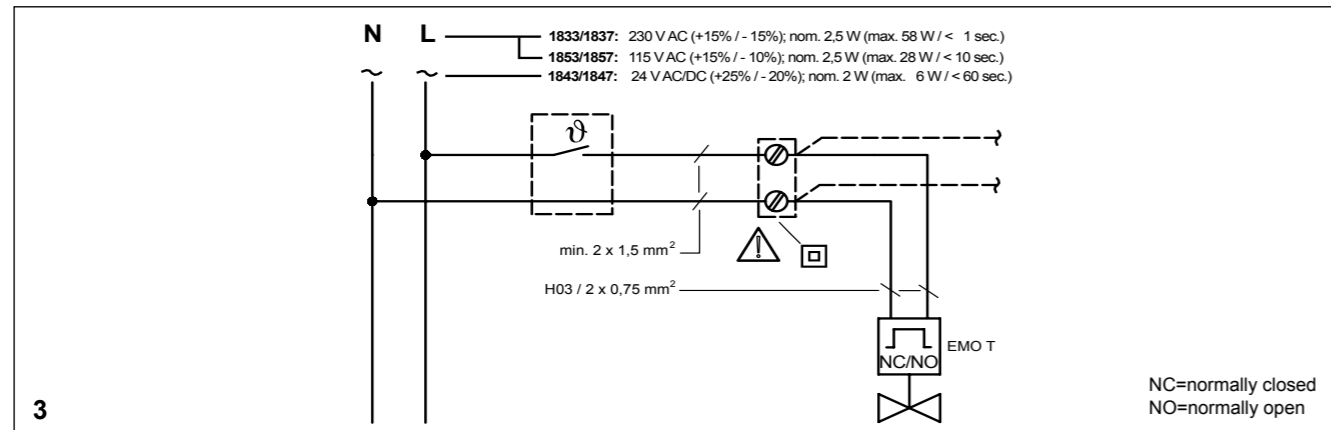 N L
1833/1837: 230 V AC (+15% / - 15%); nom. 2,5 W (max. 58 W / < 1 sec.)
1853/1857: 115 V AC (+15% / - 10%); nom. 2,5 W (max. 28 W / < 10 sec.)
~ ~
1843/1847: 24 V AC/DC (+25% / - 20%); nom. 2 W (max. 6 W / < 60 sec.)
ϑ
min. 2 x 1,5 mm²
H03 / 2 x 0,75 mm²
EMO T
NC/NO
NC=normally closed
NO=normally open
3